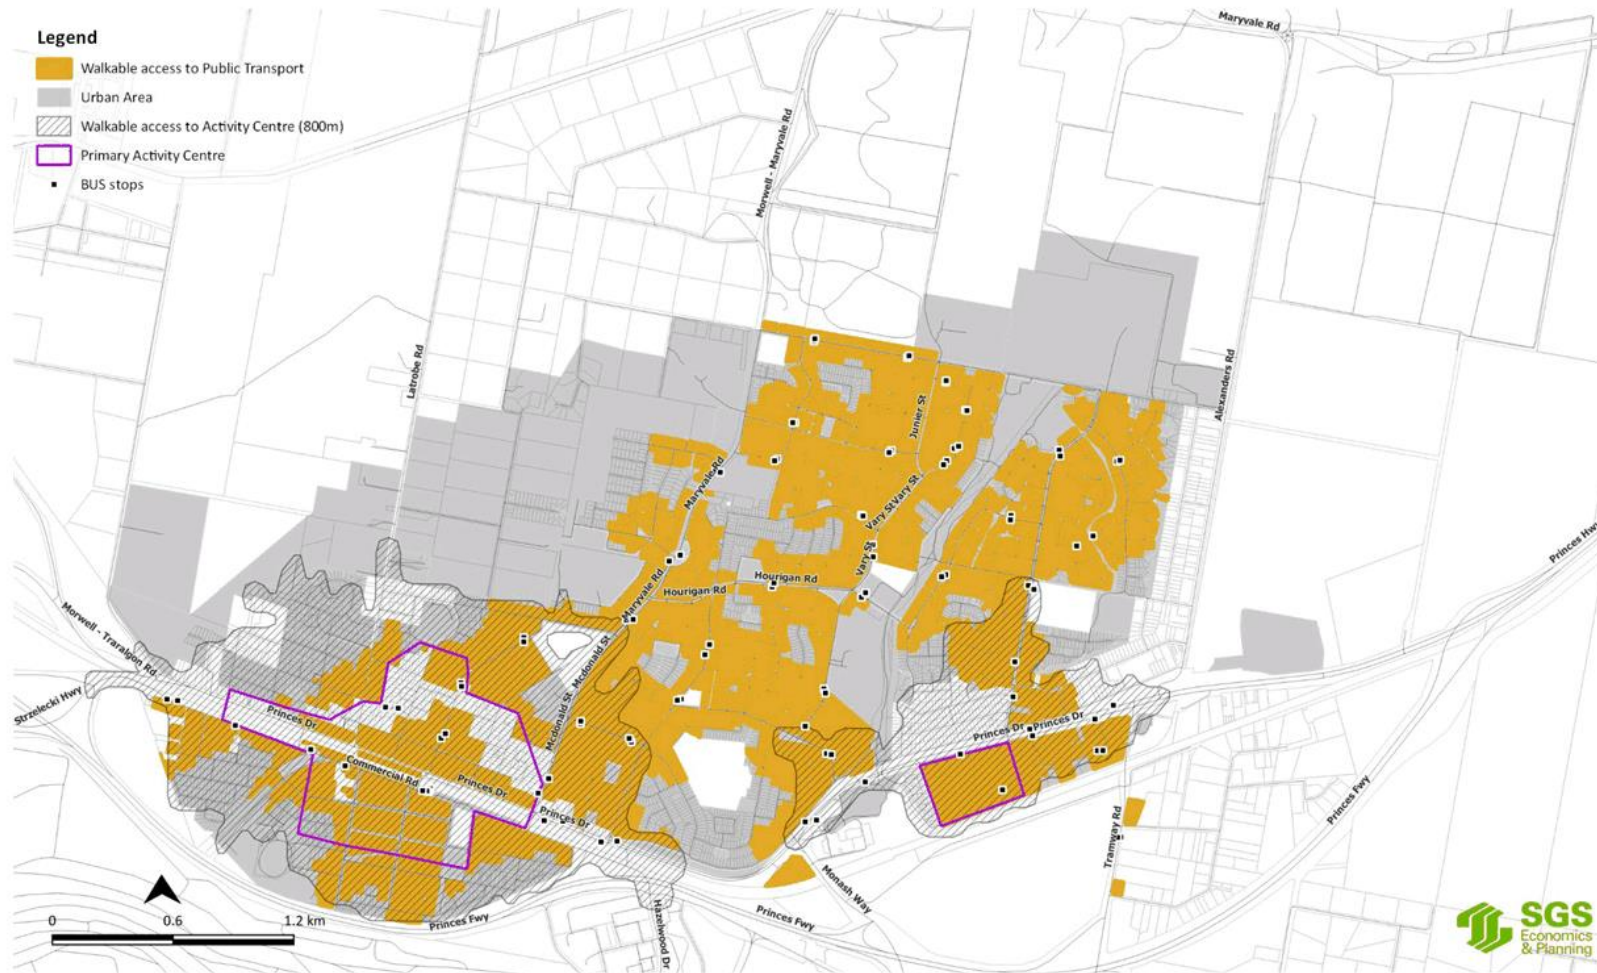 Maryvale Rd
Legend
Walkable access to Public Transport
Urban Area
Walkable access to Activity Centre (800m)
Primary Activity Centre
BUS stops
Morwell - Maryvale Rd
Latrobe Rd
Alexanders Rd
Junier St
Maryvale Rd
Vary St Vary St
Vary St
Princes Hwy
Hourigan Rd
Hourigan Rd
Maryvale Rd
Morwell - Traralgon Rd
Mcdonald St
Mcdonald St
Strzelecki Hwy
Princes Dr
Princes Dr
Princes Dr
Commercial Rd
Princes Dr
Princes Dr
Princes Fwy
Tramway Rd
Monash Way
Princes Fwy
Princes Fwy
Hazelwood Dr
0 0.6 1.2 km
SGS
Economics
& Planning